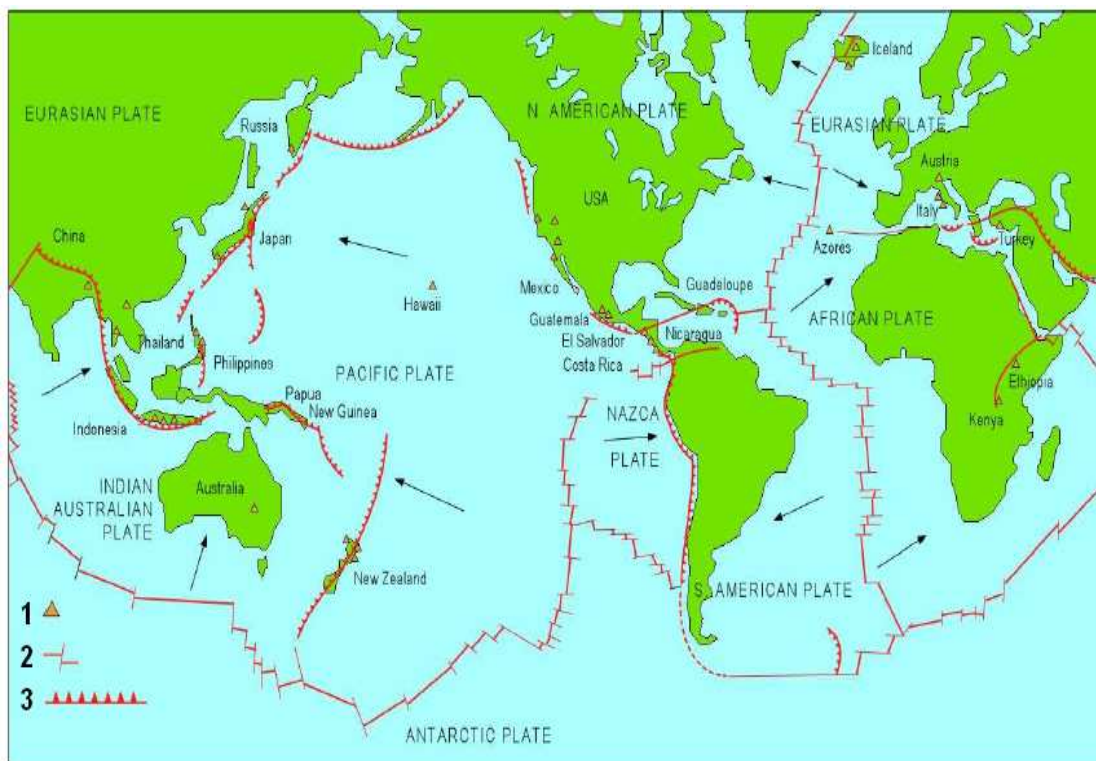 EURASIAN PLATE
Russia
N. AMERICAN PLATE
Iceland
EURASIAN PLATE
Austria
USA
Italy
China
Japan
Azores
Turkey
Hawaii
Mexico
Guadeloupe
Guatemala
El Salvador
Nicaragua
AFRICAN PLATE
Thailand
Philippines
Costa Rica
Ethiopia
PACIFIC PLATE
Papua
New Guinea
Indonesia
NAZCA
PLATE
Kenya
INDIAN
AUSTRALIAN
PLATE
Australia
New Zealand
S. AMERICAN PLATE
1
2
3
ANTARCTIC PLATE